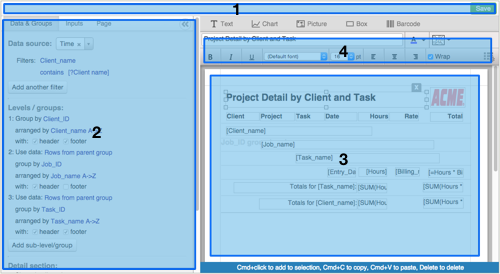 1
Save
Data & Groups
Inputs
Page
Text
Chart
Picture
Box
Barcode
Data source:
Time
Project Detail by Client and Task
A
Filters:
Client_name
contains
[?Client name]
4
B
I
U
(Default font)
16
pt
Wrap
Add another filter
Levels / groups:
1: Group by Client_ID
arranged by Client_name A
2
with: header footer
2: Use data: Rows from parent group
group by Job_ID
arranged by Job_name A->Z
with: header footer
3: Use data: Rows from parent group
group by Task_ID
arranged by Task_name A->Z
with: header footer
Add sub-level/group
Detail section:
X
Project Detail by Client and Task
ACME
Client
Project
Task
Date
Hours
Rate
Total
[Client_name]
[Job_name]
[Task_name]
3
[Entry_Da
[Hours]
[Billing_r
[=Hours * Bi
Totals for [Task_name]:
[SUM(Hou
[SUM(Hours *
Totals for [Client_name]:
[SUM(Hou
[SUM(Hours *
Cmd+click to add to selection, Cmd+C to copy, Cmd+V to paste, Delete to delete